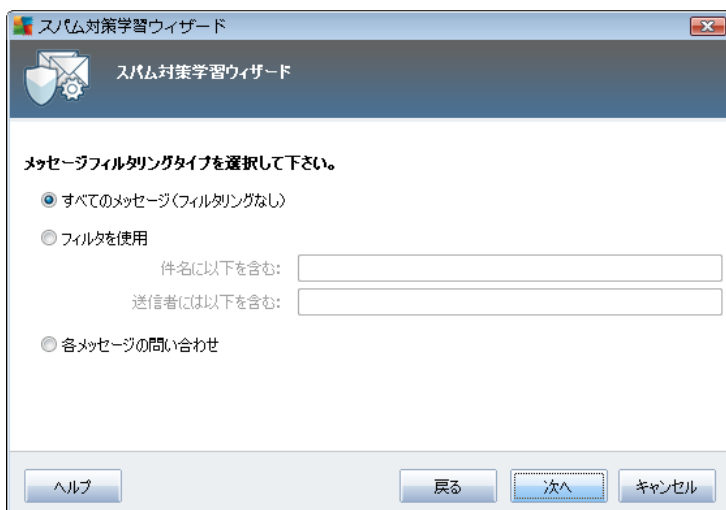 スパム対策学習ウィザード
スパム対策学習ウィザード
メッセージフィルタリングタイプを選択して下さい。
すべてのメッセージ(フィルタリングなし)
フィルタを使用
件名に以下を含む:
送信者には以下を含む:
各メッセージの問い合わせ
ヘルプ
戻る
次へ
キャンセル